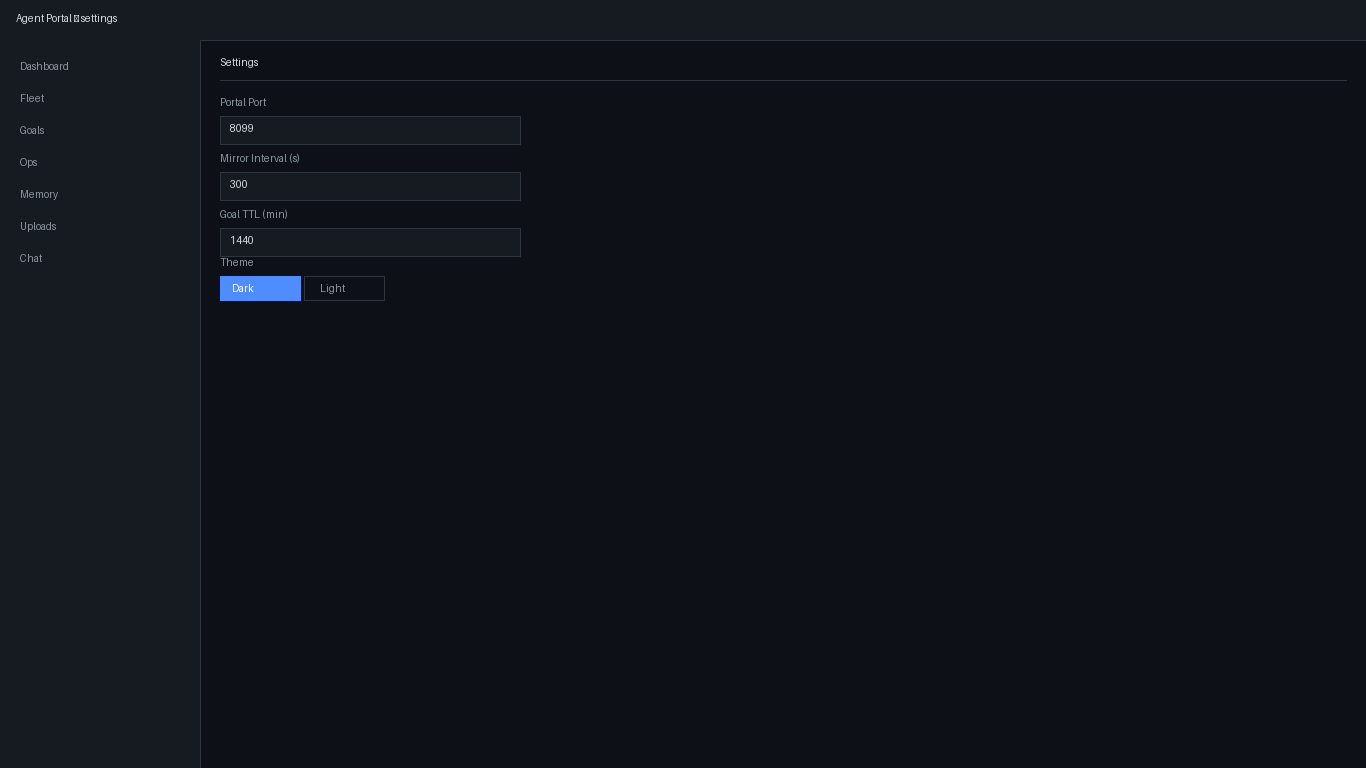 Agent Portal settings
Dashboard
Fleet
Goals
Ops
Memory
Uploads
Chat
Settings
Portal Port
8099
Mirror Interval (s)
300
Goal TTL (min)
1440
Theme
Dark
Light